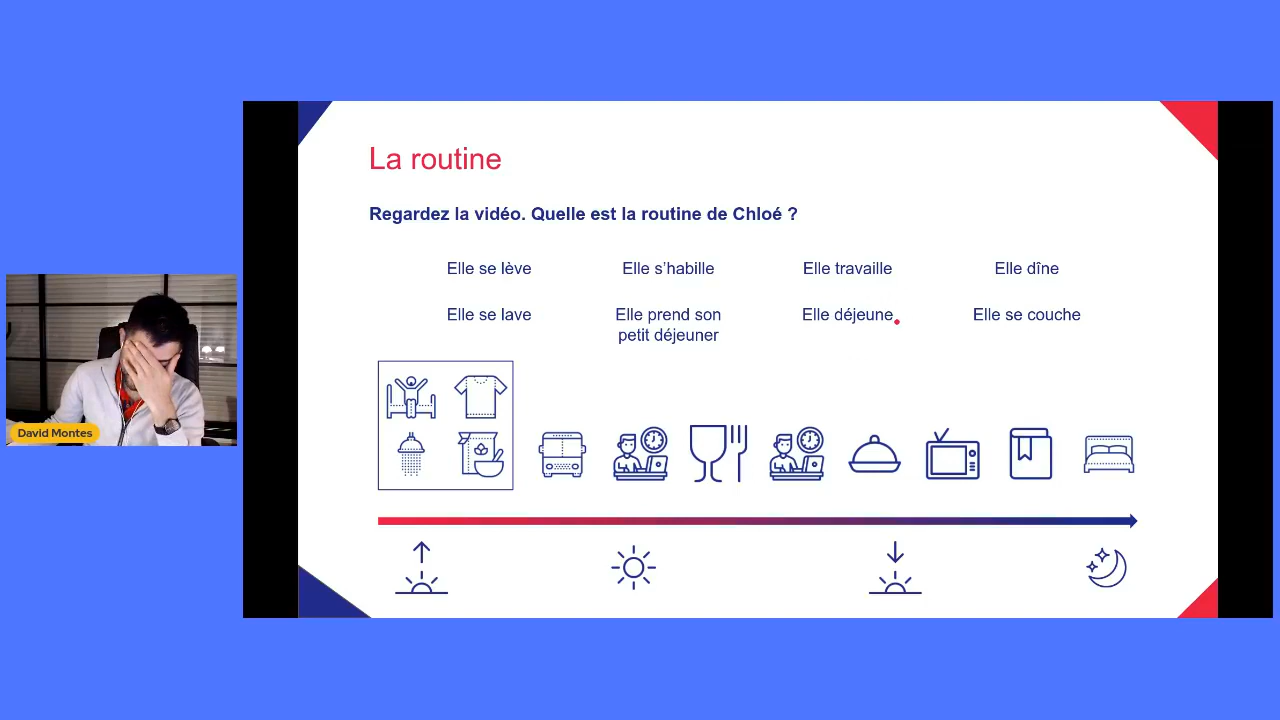 La routine
Regardez la vidéo. Quelle est la routine de Chloé ?
Elle se lève
Elle s’habille
Elle travaille
Elle dîne
Elle se lave
Elle prend son
petit déjeuner
Elle déjeune
Elle se couche
David Montes